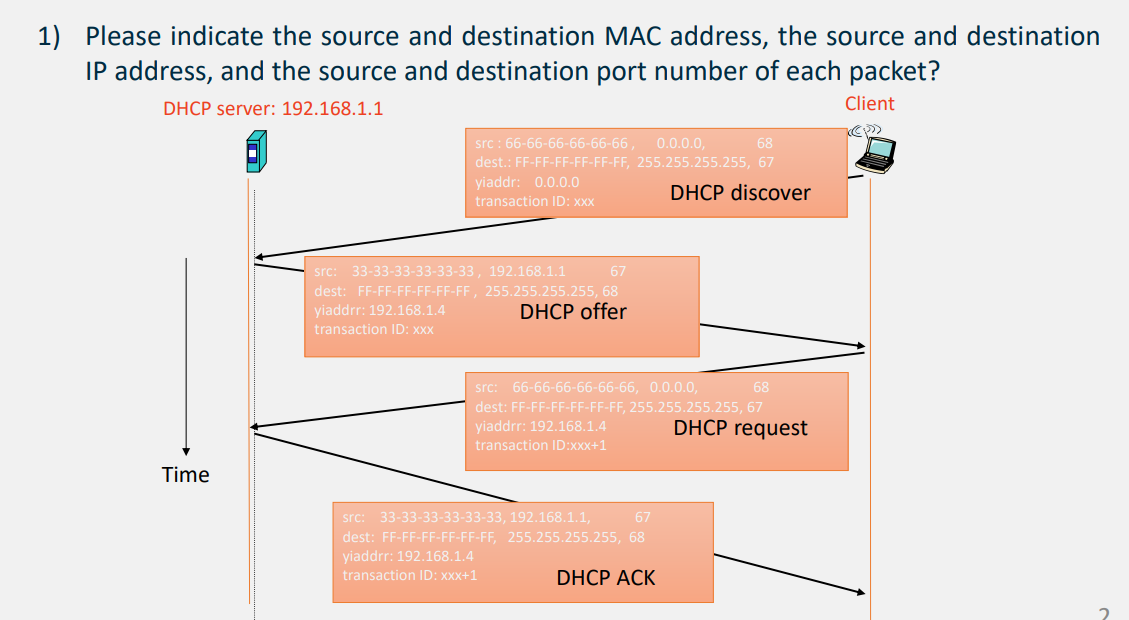 1) Please indicate the source and destination MAC address, the source and destination
IP address, and the source and destination port number of each packet?
DHCP server: 192.168.1.1
Client
src : 66-66-66-66-66-66 , 0.0.0.0, 68
dest.: FF-FF-FF-FF-FF-FF, 255.255.255.255, 67
yiaddr: 0.0.0.0
transaction ID: xxx
DHCP discover
src: 33-33-33-33-33-33 , 192.168.1.1 67
dest: FF-FF-FF-FF-FF-FF , 255.255.255.255, 68
yiaddrr: 192.168.1.4
transaction ID: xxx
DHCP offer
src: 66-66-66-66-66-66, 0.0.0.0, 68
dest: FF-FF-FF-FF-FF-FF, 255.255.255.255, 67
yiaddrr: 192.168.1.4
transaction ID:xxx+1
DHCP request
Time
src: 33-33-33-33-33-33, 192.168.1.1, 67
dest: FF-FF-FF-FF-FF-FF, 255.255.255.255, 68
yiaddrr: 192.168.1.4
transaction ID: xxx+1
DHCP ACK
2